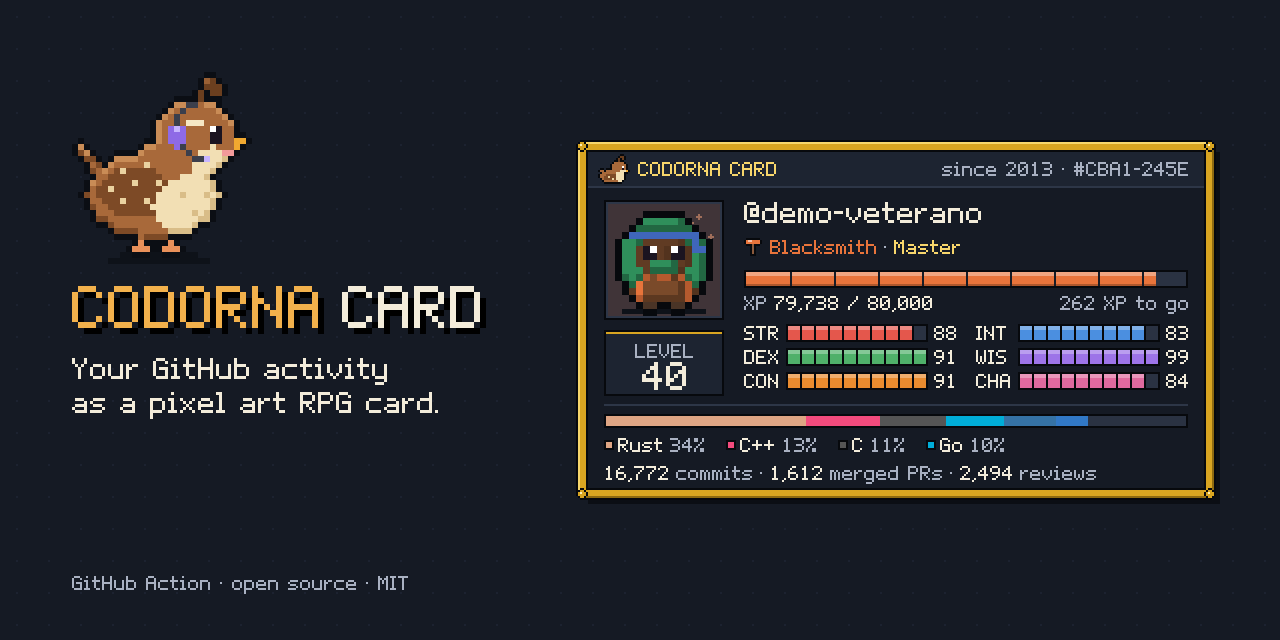 CODORNA CARD
Your GitHub activity
as a pixel art RPG card.
GitHub Action · open source · MIT
CODORNA CARD since 2013 · #CBA1-245E
@demo-veterano
Blacksmith · Master
XP 79,738 / 80,000 262 XP to go
LEVEL
40
STR 88 INT 83
DEX 91 WIS 99
CON 91 CHA 84
Rust 34% C++ 13% C 11% Go 10%
16,772 commits · 1,612 merged PRs · 2,494 reviews